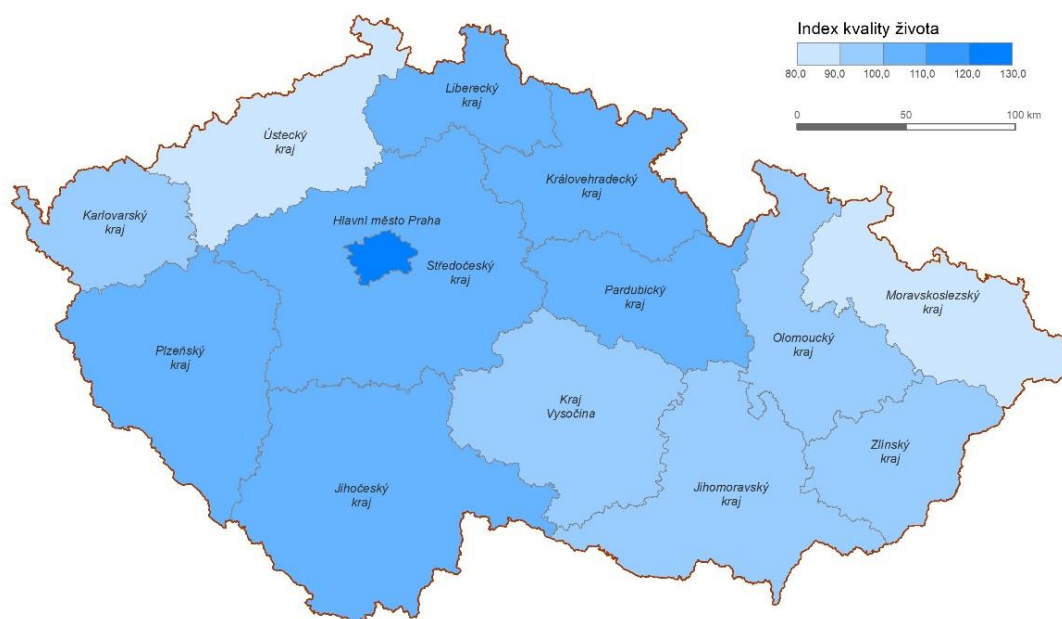 Index kvality života
80,0 90,0 100,0 110,0 120,0 130,0
0 50 100 km
Liberecký
kraj
Ústecký
kraj
Královehradecký
kraj
Karlovarský
kraj
Hlavní město Praha
Středočeský
kraj
Pardubický
kraj
Moravskoslezský
kraj
Olomoucký
kraj
Plzeňský
kraj
Kraj
Vysočina
Zlínský
kraj
Jihočeský
kraj
Jihomoravský
kraj